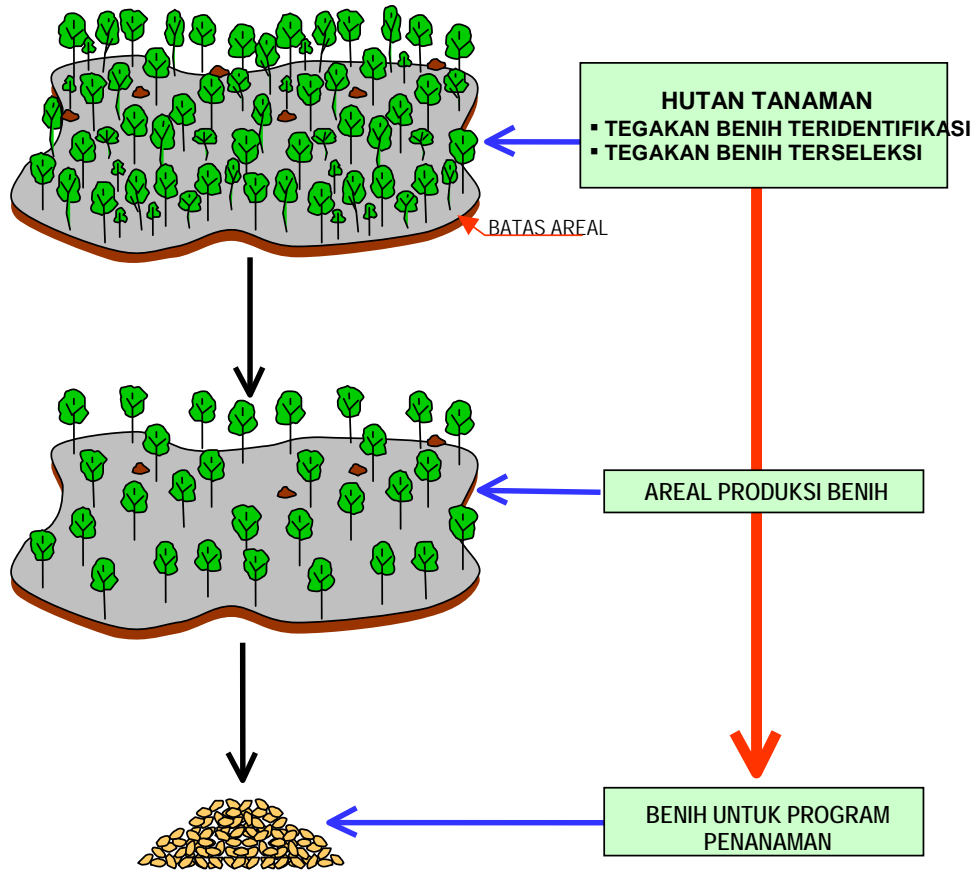 HUTAN TANAMAN
▪ TEGAKAN BENIH TERIDENTIFIKASI
▪ TEGAKAN BENIH TERSELEKSI
BATAS AREAL
AREAL PRODUKSI BENIH
BENIH UNTUK PROGRAM
PENANAMAN